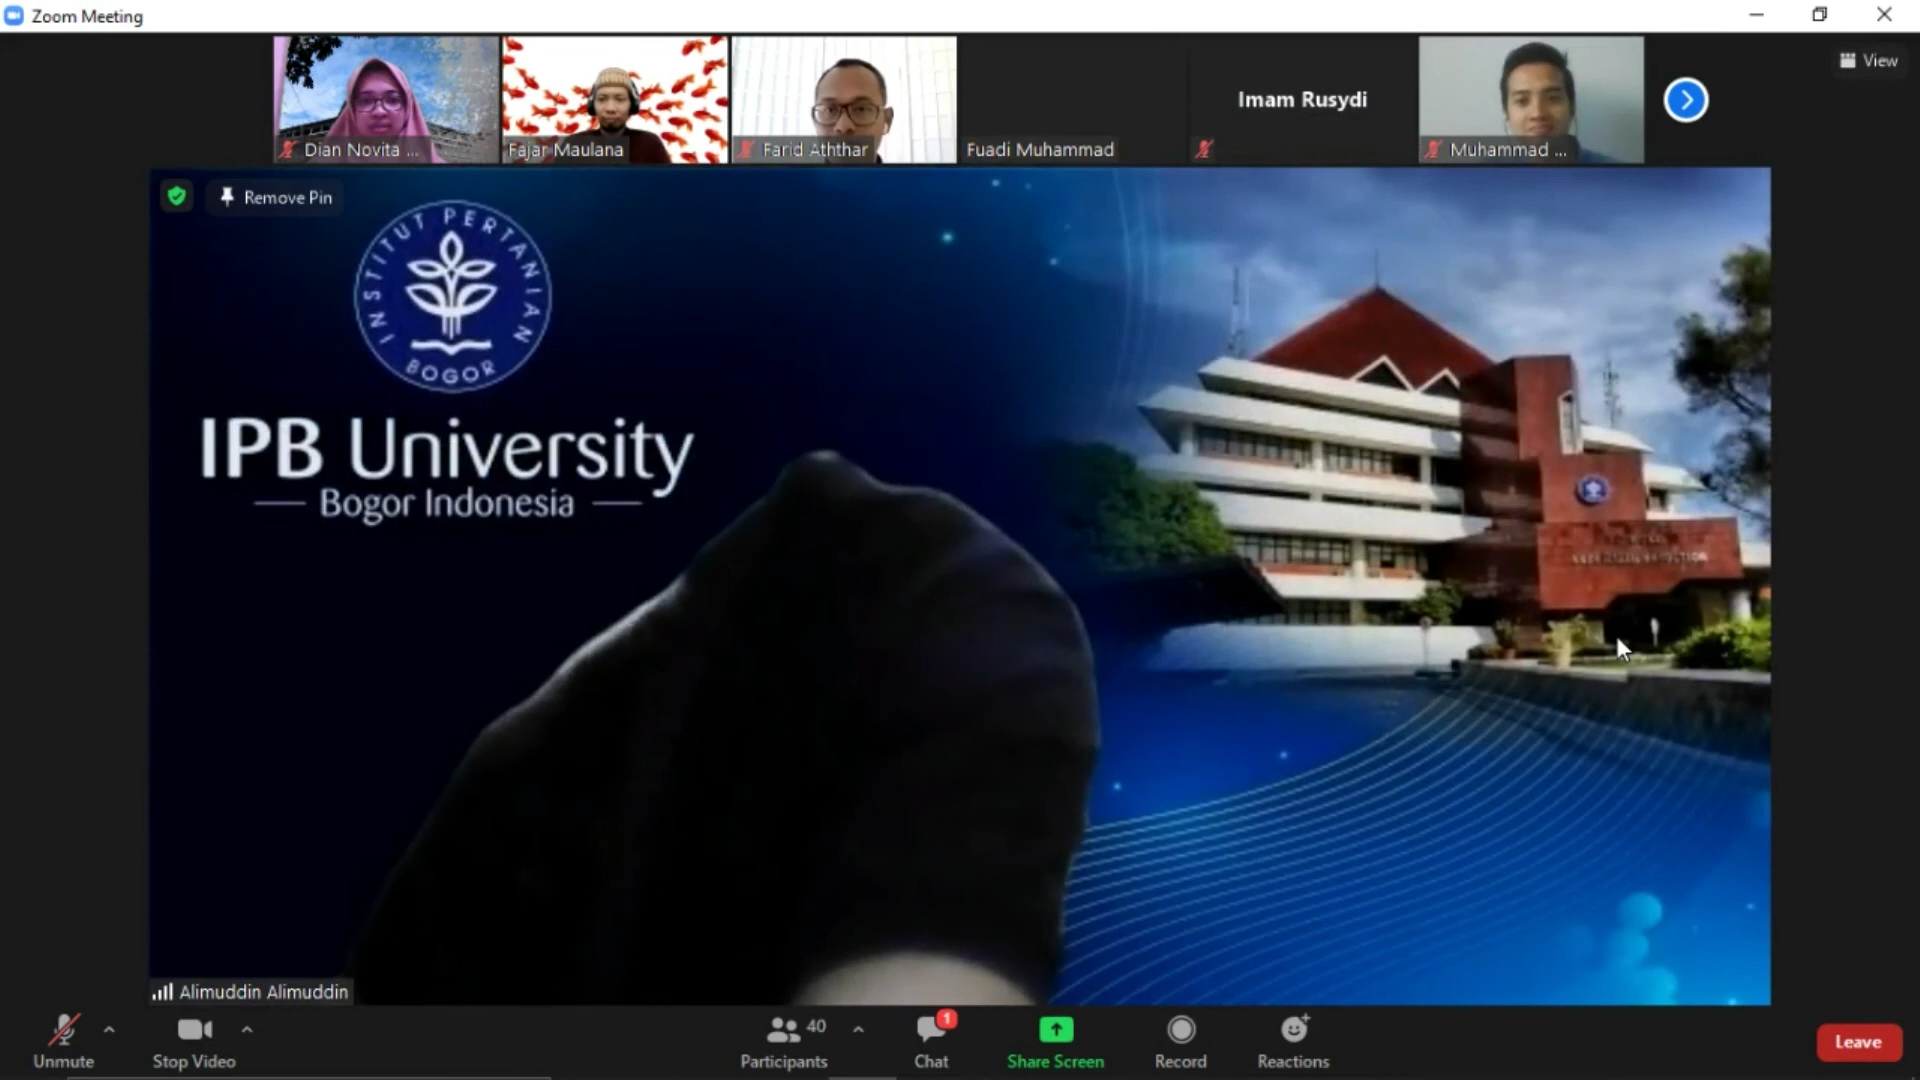 Zoom Meeting
View
Dian Novita ...
Fajar Maulana
Farid Aththar
Fuadi Muhammad
Imam Rusydi
Muhammad ...
Remove Pin
INSTITUT PERTANIAN
BOGOR
IPB University
Bogor Indonesia
Alimuddin Alimuddin
Unmute
Stop Video
Participants
40
Chat
1
Share Screen
Record
Reactions
Leave